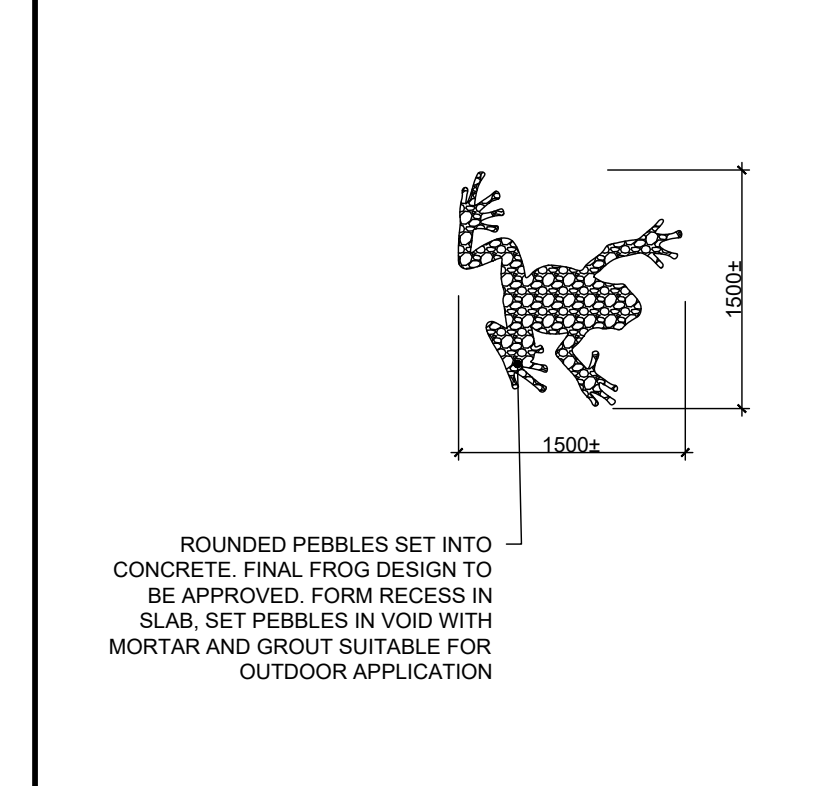 1500±
1500±
ROUNDED PEBBLES SET INTO
CONCRETE. FINAL FROG DESIGN TO
BE APPROVED. FORM RECESS IN
SLAB, SET PEBBLES IN VOID WITH
MORTAR AND GROUT SUITABLE FOR
OUTDOOR APPLICATION